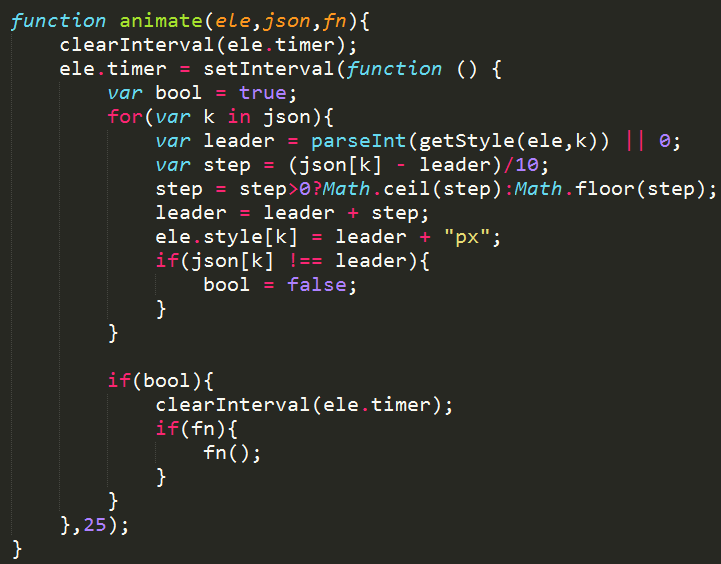 function animate(ele,json,fn){
    clearInterval(ele.timer);
    ele.timer = setInterval(function () {
        var bool = true;
        for(var k in json){
            var leader = parseInt(getStyle(ele,k)) || 0;
            var step = (json[k] - leader)/10;
            step = step>0?Math.ceil(step):Math.floor(step);
            leader = leader + step;
            ele.style[k] = leader + "px";
            if(json[k] !== leader){
                bool = false;
            }
        }

        if(bool){
            clearInterval(ele.timer);
            if(fn){
                fn();
            }
        }
    },25);
}